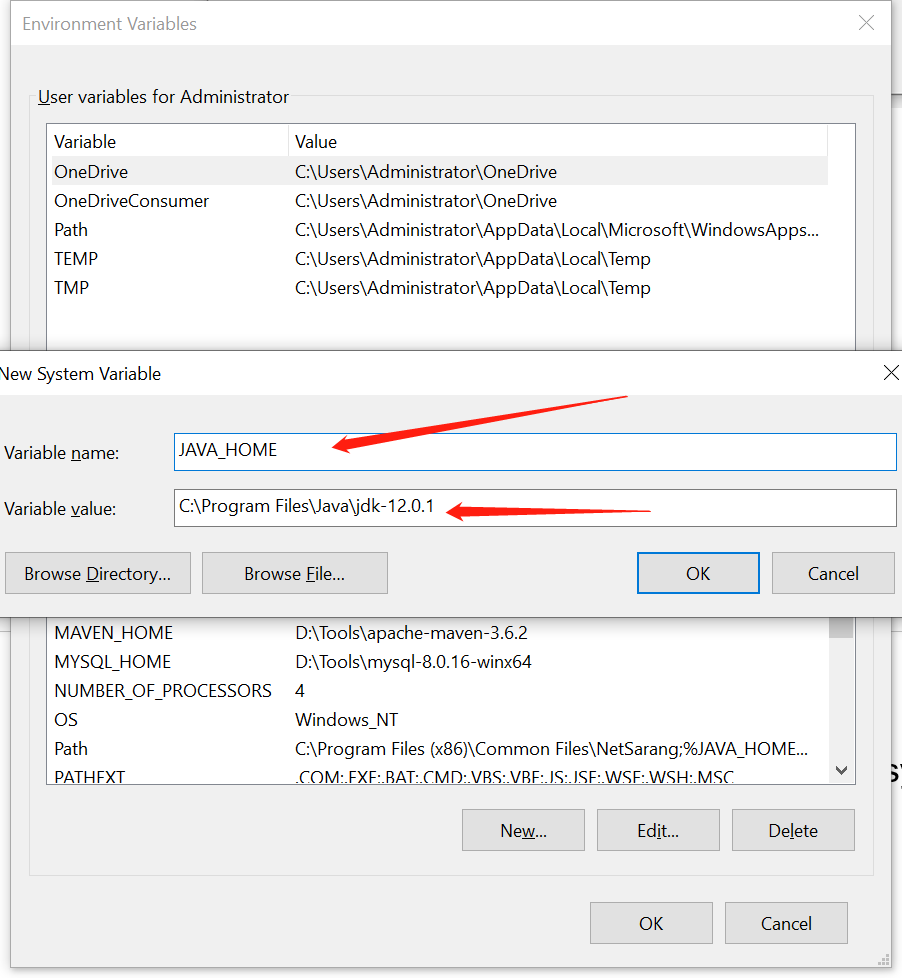 Environment Variables
User variables for Administrator
Variable Value
OneDrive C:\Users\Administrator\OneDrive
OneDriveConsumer C:\Users\Administrator\OneDrive
Path C:\Users\Administrator\AppData\Local\Microsoft\WindowsApps...
TEMP C:\Users\Administrator\AppData\Local\Temp
TMP C:\Users\Administrator\AppData\Local\Temp
New System Variable
Variable name: JAVA_HOME
Variable value: C:\Program Files\Java\jdk-12.0.1
Browse Directory... Browse File... OK Cancel
MAVEN_HOME D:\Tools\apache-maven-3.6.2
MYSQL_HOME D:\Tools\mysql-8.0.16-winx64
NUMBER_OF_PROCESSORS 4
OS Windows_NT
Path C:\Program Files (x86)\Common Files\NetSarang;%JAVA_HOME...
PATHEXT .COM;.EXE;.BAT;.CMD;.VBS;.VBE;.JS;.JSE;.WSF;.WSH;.MSC
New... Edit... Delete
OK Cancel